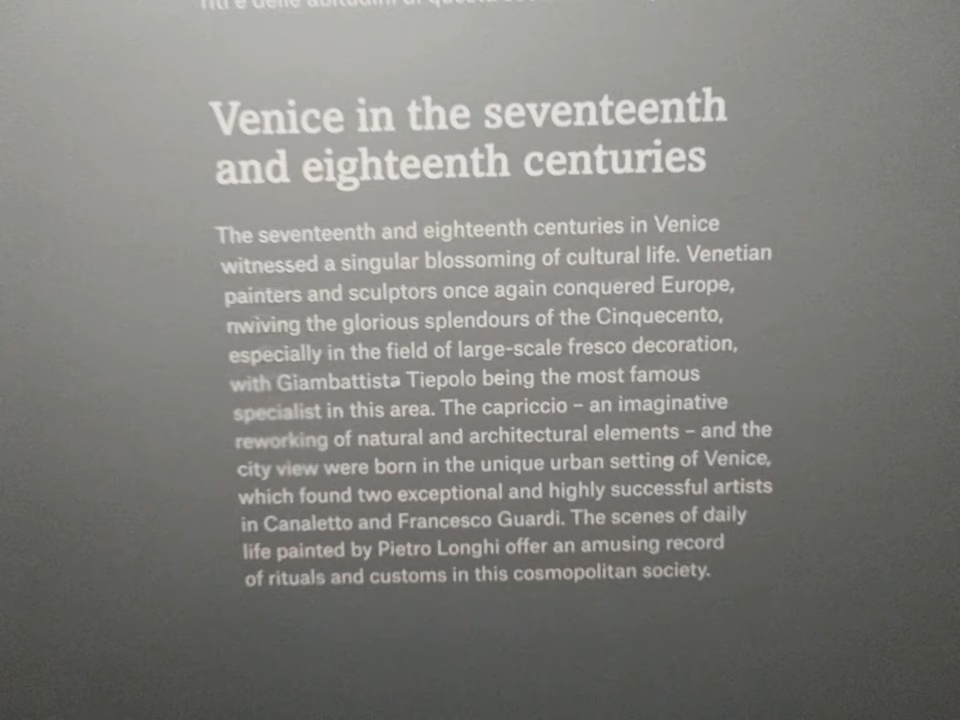 riti e delle abitudini di questa
Venice in the seventeenth
and eighteenth centuries
The seventeenth and eighteenth centuries in Venice
witnessed a singular blossoming of cultural life. Venetian
painters and sculptors once again conquered Europe,
the glorious splendours of the Cinquecento,
especially in the field of large-scale fresco decoration,
with Giambattista Tiepolo being the most famous
specialist in this area. The capriccio – an imaginative
reworking of natural and architectural elements – and the
city view were born in the unique urban setting of Venice,
which found two exceptional and highly successful artists
in Canaletto and Francesco Guardi. The scenes of daily
life painted by Pietro Longhi offer an amusing record
of rituals and customs in this cosmopolitan society.